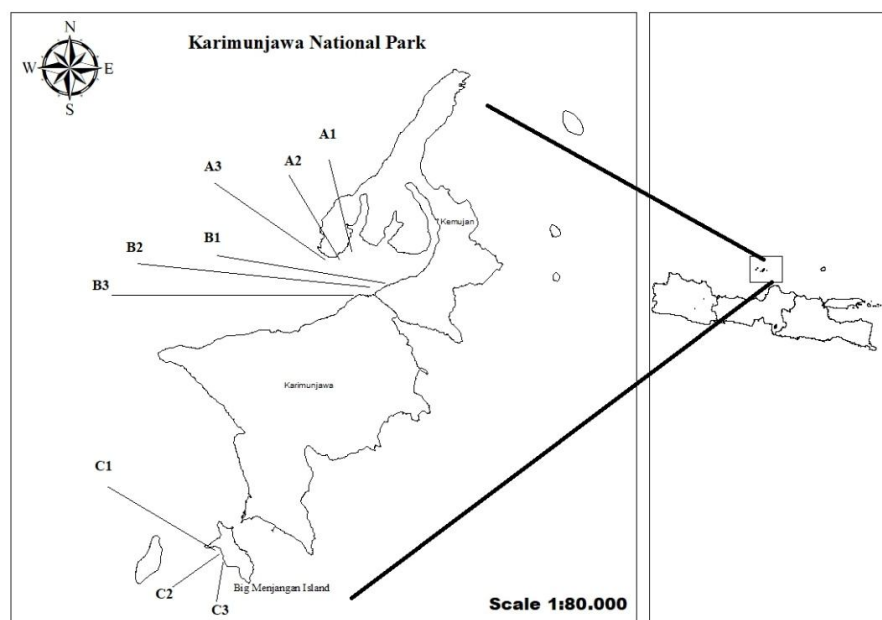 N
Karimunjawa National Park
W
E
S
A1
A2
A3
Kemujan
B1
B2
B3
Karimunjawa
C1
C2
Big Menjangan Island
C3
Scale 1:80.000